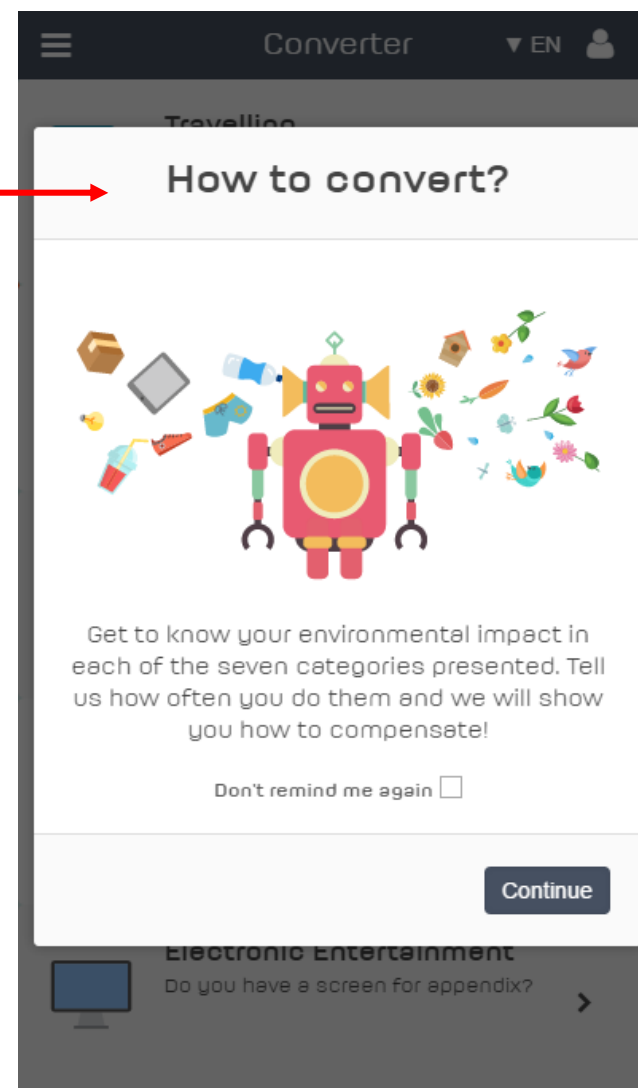 Converter ▼ EN
Travelling
How to convert?
Get to know your environmental impact in
each of the seven categories presented. Tell
us how often you do them and we will show
you how to compensate!
Don't remind me again
Continue
Electronic Entertainment
Do you have a screen for appendix?